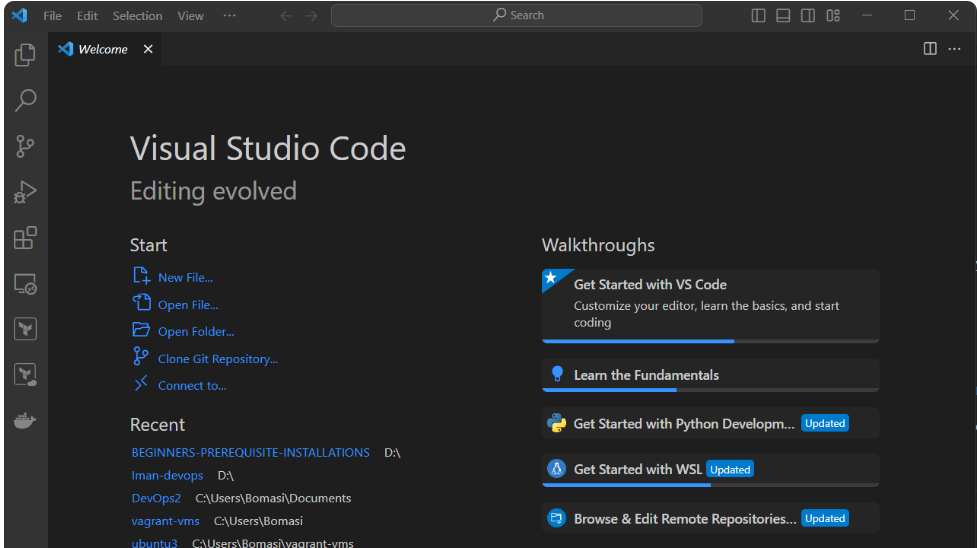 File Edit Selection View ··· Search
Welcome
Visual Studio Code
Editing evolved
Start
New File...
Open File...
Open Folder...
Clone Git Repository...
Connect to...
Recent
BEGINNERS-PREREQUISITE-INSTALLATIONS D:\
Iman-devops D:\
DevOps2 C:\Users\Bomasi\Documents
vagrant-vms C:\Users\Bomasi
ubuntu3 C:\Users\Bomasi\vagrant-vms
Walkthroughs
Get Started with VS Code
Customize your editor, learn the basics, and start
coding
Learn the Fundamentals
Get Started with Python Developm... Updated
Get Started with WSL Updated
Browse & Edit Remote Repositories... Updated